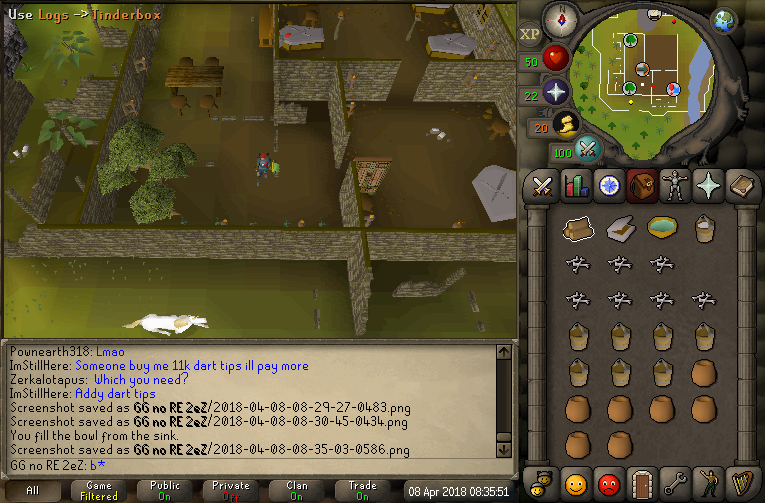 Use Logs -> Tinderbox
XP
50
22
20
100
Pownearth318: Lmao
ImStillHere: Someone buy me 11k dart tips ill pay more
Zerkalotapus: Which you need?
ImStillHere: Addy dart tips
Screenshot saved as GG no RE 2eZ/2018-04-08-08-29-27-0483.png
Screenshot saved as GG no RE 2eZ/2018-04-08-08-30-45-0434.png
You fill the bowl from the sink.
Screenshot saved as GG no RE 2eZ/2018-04-08-08-35-03-0586.png
GG no RE 2eZ: b*
All
Game
Filtered
Public
On
Private
Off
Clan
On
Trade
On
08 Apr 2018 08:35:51